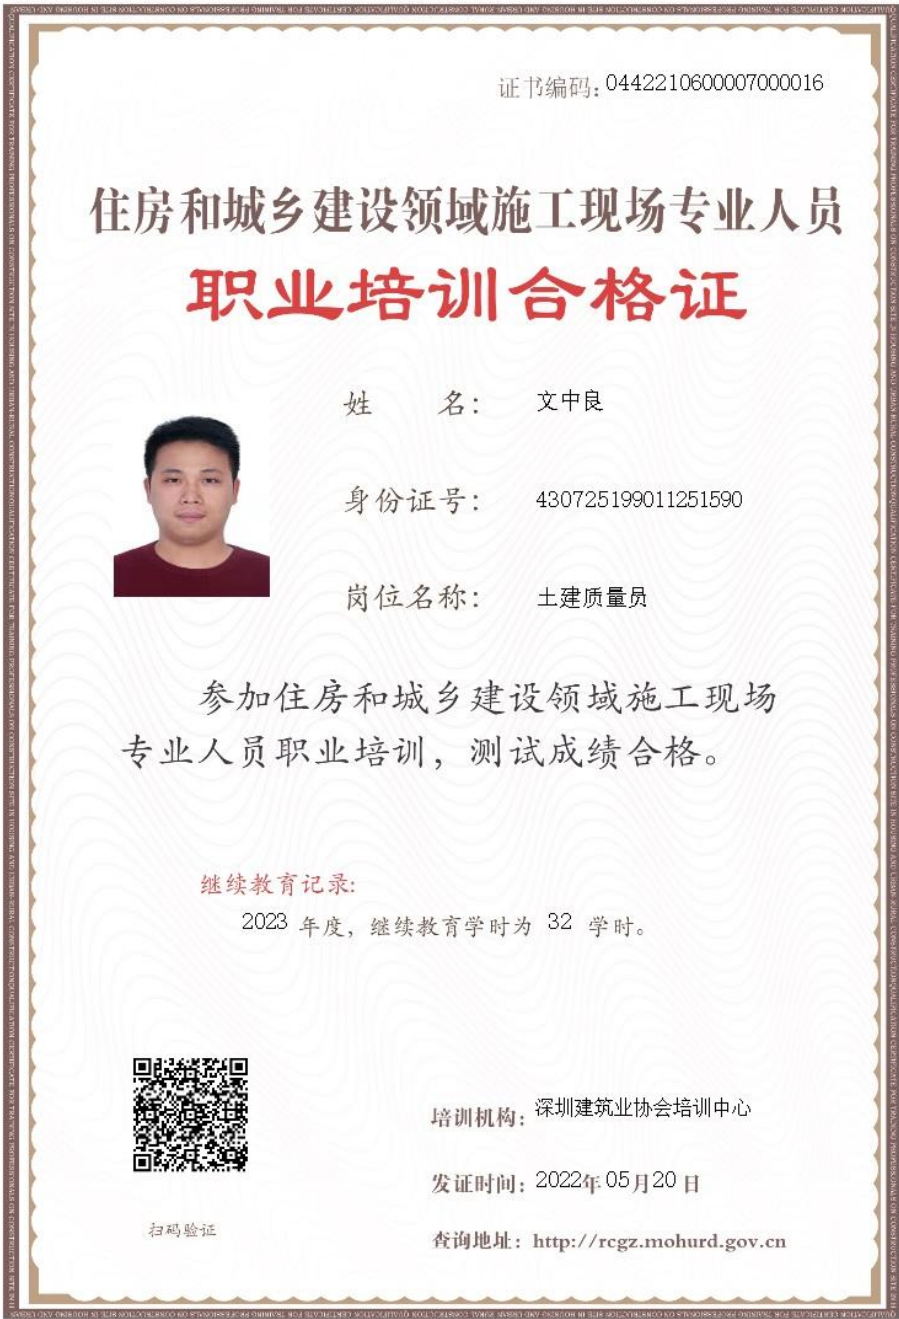 证书编码：0442210600007000016
住房和城乡建设领域施工现场专业人员
职业培训合格证
姓 名： 文中良
身份证号： 430725199011251590
岗位名称： 土建质量员
参加住房和城乡建设领域施工现场
专业人员职业培训，测试成绩合格。
继续教育记录:
2023 年度，继续教育学时为 32 学时。
培训机构：深圳建筑业协会培训中心
发证时间：2022年05月20日
扫码验证
查询地址：http://rcgz.mohurd.gov.cn